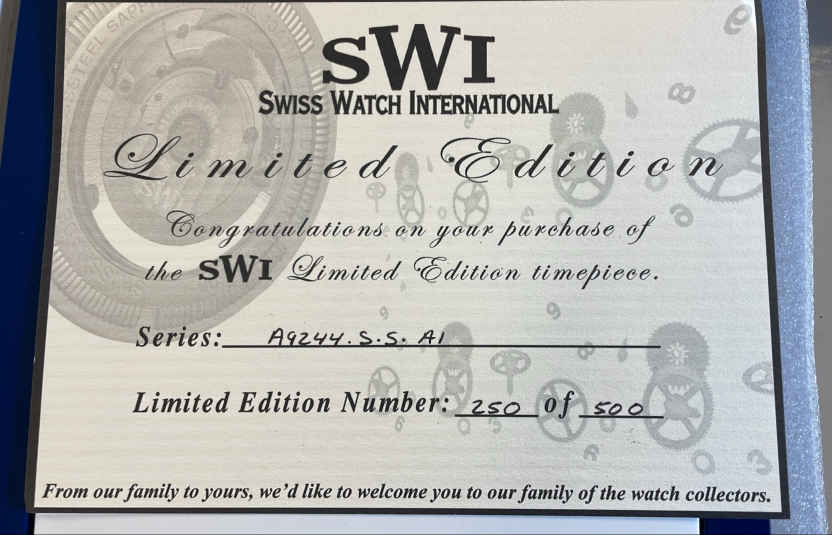 SWI
SWISS WATCH INTERNATIONAL
Limited Edition
Congratulations on your purchase of
the SWI Limited Edition timepiece.
Series: A9244.S.S. A1
Limited Edition Number: 250 of 500
From our family to yours, we'd like to welcome you to our family of the watch collectors.